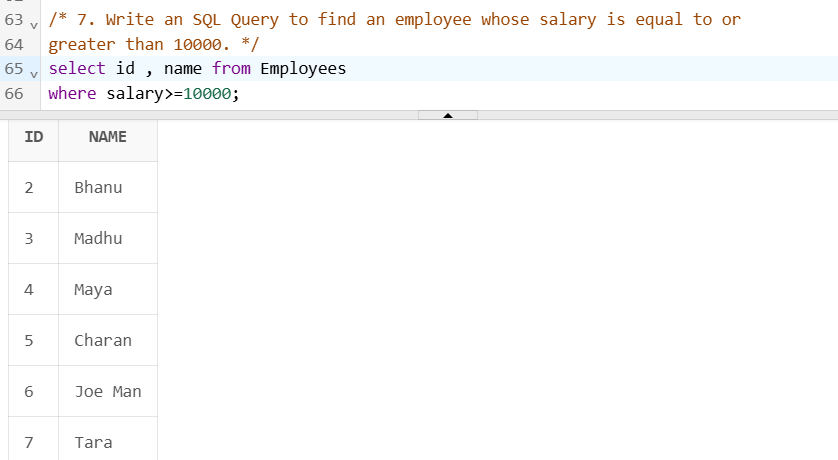 63 /* 7. Write an SQL Query to find an employee whose salary is equal to or
64 greater than 10000. */
65 select id , name from Employees
66 where salary>=10000;
ID NAME
2 Bhanu
3 Madhu
4 Maya
5 Charan
6 Joe Man
7 Tara